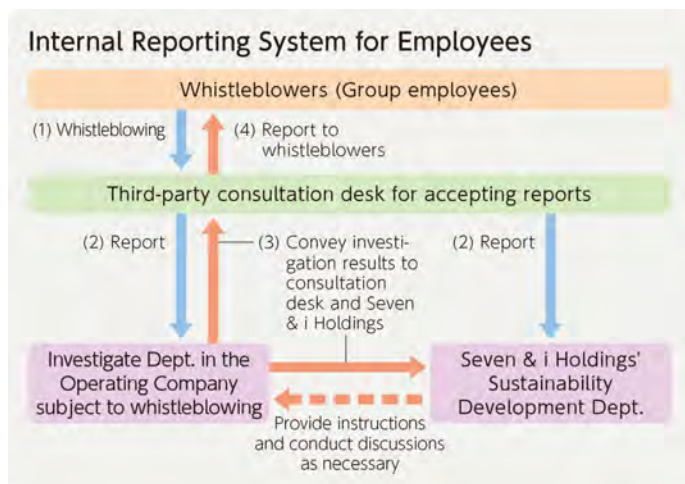 Internal Reporting System for Employees
Whistleblowers (Group employees)
(1) Whistleblowing
(4) Report to
whistleblowers
Third-party consultation desk for accepting reports
(2) Report
(3) Convey investi-
gation results to
consultation
desk and Seven
& i Holdings
(2) Report
Investigate Dept. in the
Operating Company
subject to whistleblowing
Seven & i Holdings'
Sustainability
Development Dept.
Provide instructions
and conduct discussions
as necessary